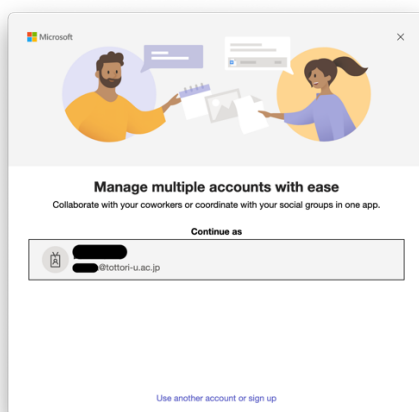 Microsoft
Manage multiple accounts with ease
Collaborate with your coworkers or coordinate with your social groups in one app.
Continue as
@tottori-u.ac.jp
Use another account or sign up